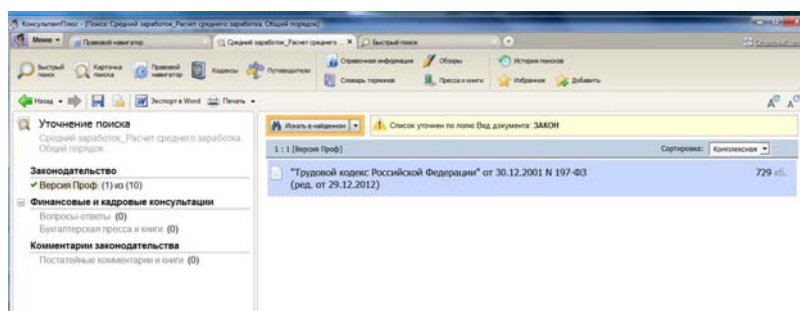 КонсультантПлюс - [Поиск: Средний заработок_Расчет среднего заработка. Общий порядок]
Меню
Правовой навигатор
Средний заработок_Расчет среднего ...
Быстрый поиск
Быстрый поиск
Карточка поиска
Правовой навигатор
Кодексы
Путеводители
Справочная информация
Словарь терминов
Обзоры
Пресса и книги
История поисков
Избранное
Добавить
Назад
Экспорт в Word
Печать
Уточнение поиска
Средний заработок_Расчет среднего заработка.
Общий порядок
Законодательство
Версия Проф (1) из (10)
Финансовые и кадровые консультации
Вопросы-ответы (0)
Бухгалтерская пресса и книги (0)
Комментарии законодательства
Постатейные комментарии и книги (0)
Искать в найденном
Список уточнен по полю Вид документа: ЗАКОН
1 : 1 [Версия Проф]
Сортировка: Комплексная
"Трудовой кодекс Российской Федерации" от 30.12.2001 N 197-ФЗ
(ред. от 29.12.2012)
729 кб.